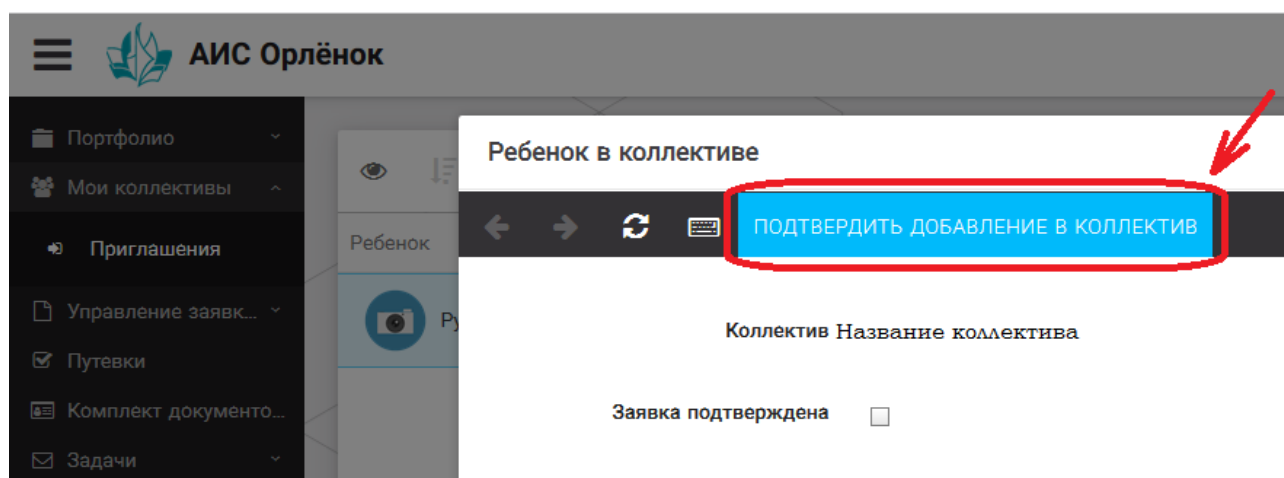 АИС Орлёнок
Портфолио
Мои коллективы
Приглашения
Управление заявк...
Путевки
Комплект документо...
Задачи
Ребенок
Ру
Ребенок в коллективе
ПОДТВЕРДИТЬ ДОБАВЛЕНИЕ В КОЛЛЕКТИВ
Коллектив Название коллектива
Заявка подтверждена